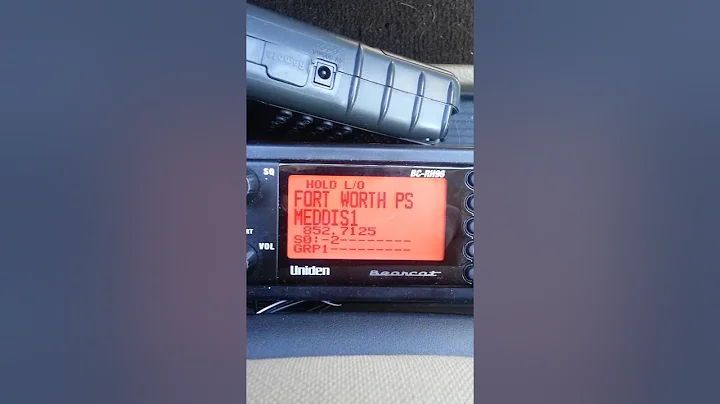 BC-RH96
SQ
HOLD L/O
FORT WORTH PS
MEDDIS1
852.7125
S0:-2--------
GRP1---------
VOL
Uniden
Bearcat